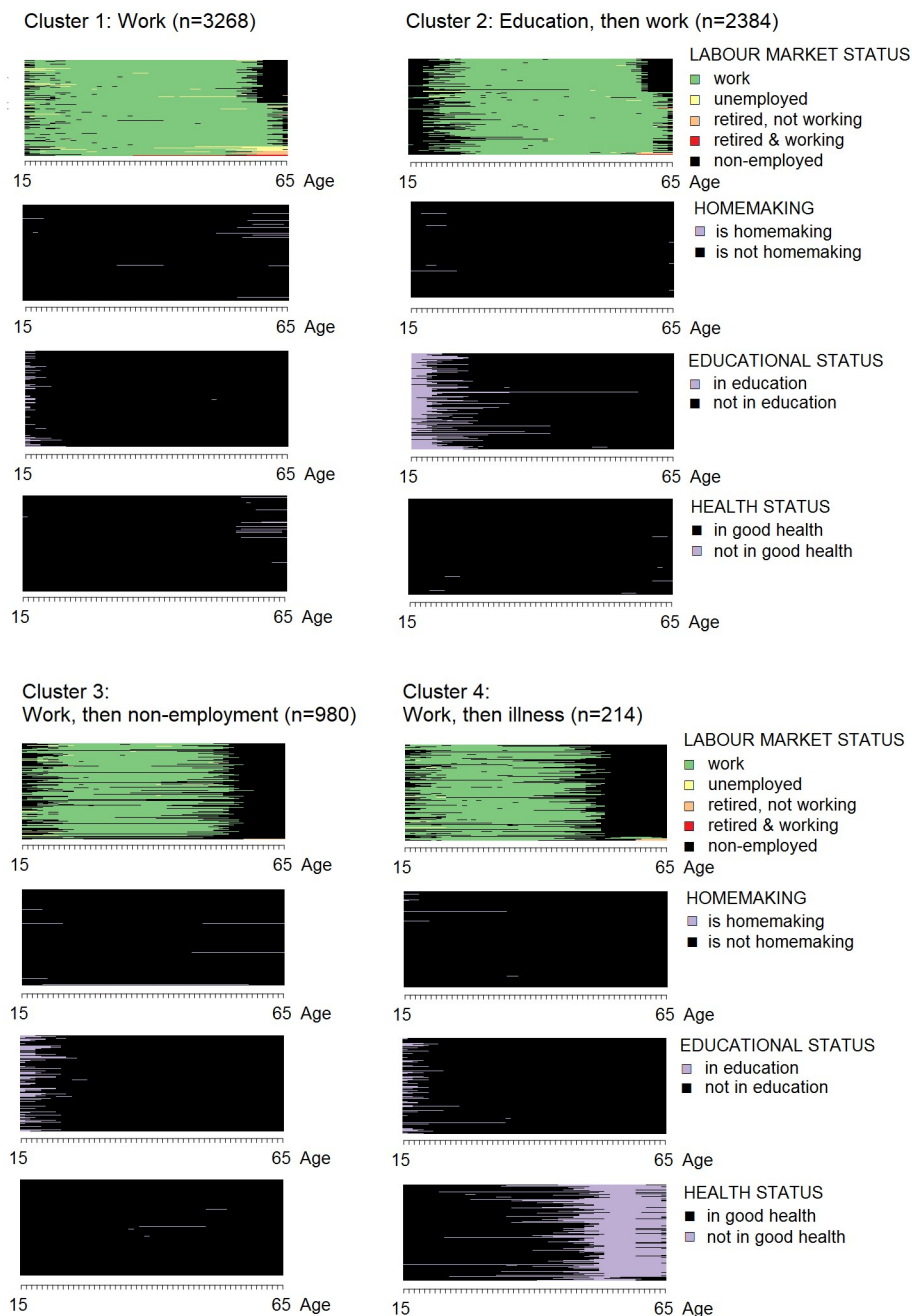 Cluster 1: Work (n=3268)
Cluster 2: Education, then work (n=2384)
LABOUR MARKET STATUS
work
unemployed
retired, not working
retired & working
non-employed
15 65 Age
15 65 Age
HOMEMAKING
is homemaking
is not homemaking
15 65 Age
15 65 Age
EDUCATIONAL STATUS
in education
not in education
15 65 Age
15 65 Age
HEALTH STATUS
in good health
not in good health
15 65 Age
15 65 Age
Cluster 3:
Work, then non-employment (n=980)
Cluster 4:
Work, then illness (n=214)
LABOUR MARKET STATUS
work
unemployed
retired, not working
retired & working
non-employed
15 65 Age
15 65 Age
HOMEMAKING
is homemaking
is not homemaking
15 65 Age
15 65 Age
EDUCATIONAL STATUS
in education
not in education
15 65 Age
15 65 Age
HEALTH STATUS
in good health
not in good health
15 65 Age
15 65 Age